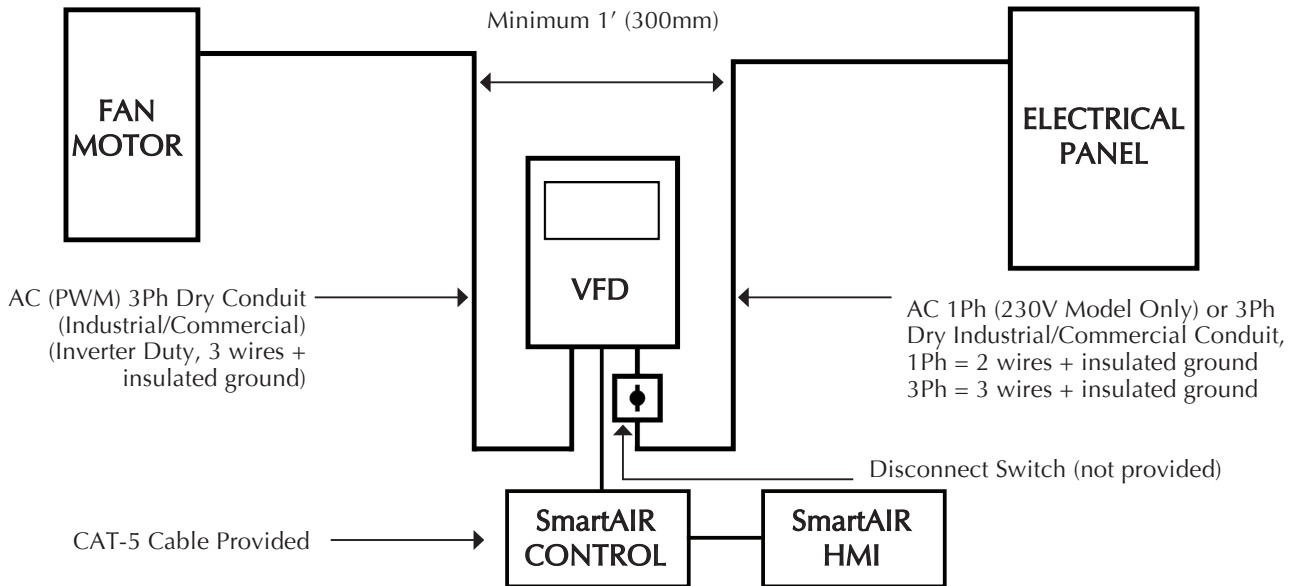 Minimum 1’ (300mm)
FAN
MOTOR
ELECTRICAL
PANEL
VFD
AC (PWM) 3Ph Dry Conduit
(Industrial/Commercial)
(Inverter Duty, 3 wires +
insulated ground)
AC 1Ph (230V Model Only) or 3Ph
Dry Industrial/Commercial Conduit,
1Ph = 2 wires + insulated ground
3Ph = 3 wires + insulated ground
Disconnect Switch (not provided)
CAT-5 Cable Provided
SmartAIR
CONTROL
SmartAIR
HMI